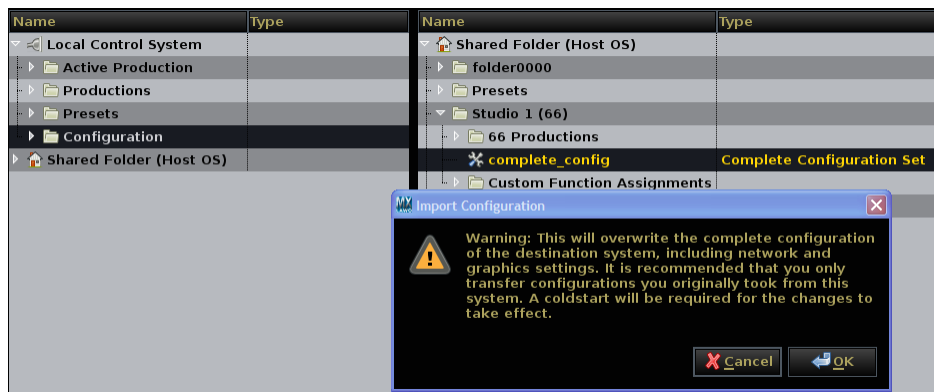 Name Type Name Type
Local Control System Shared Folder (Host OS)
Active Production folder0000
Productions Presets
Presets Studio 1 (66)
Configuration 66 Productions
Shared Folder (Host OS) complete_config Complete Configuration Set
Custom Function Assignments
Import Configuration
Warning: This will overwrite the complete configuration
of the destination system, including network and
graphics settings. It is recommended that you only
transfer configurations you originally took from this
system. A coldstart will be required for the changes to
take effect.
Cancel OK